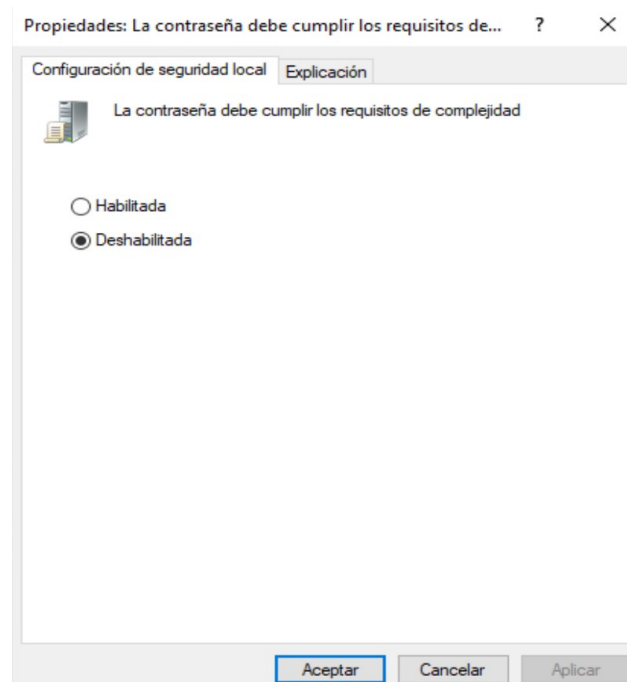 Propiedades: La contraseña debe cumplir los requisitos de... ?
Configuración de seguridad local Explicación
La contraseña debe cumplir los requisitos de complejidad
Habilitada
Deshabilitada
Aceptar Cancelar Aplicar